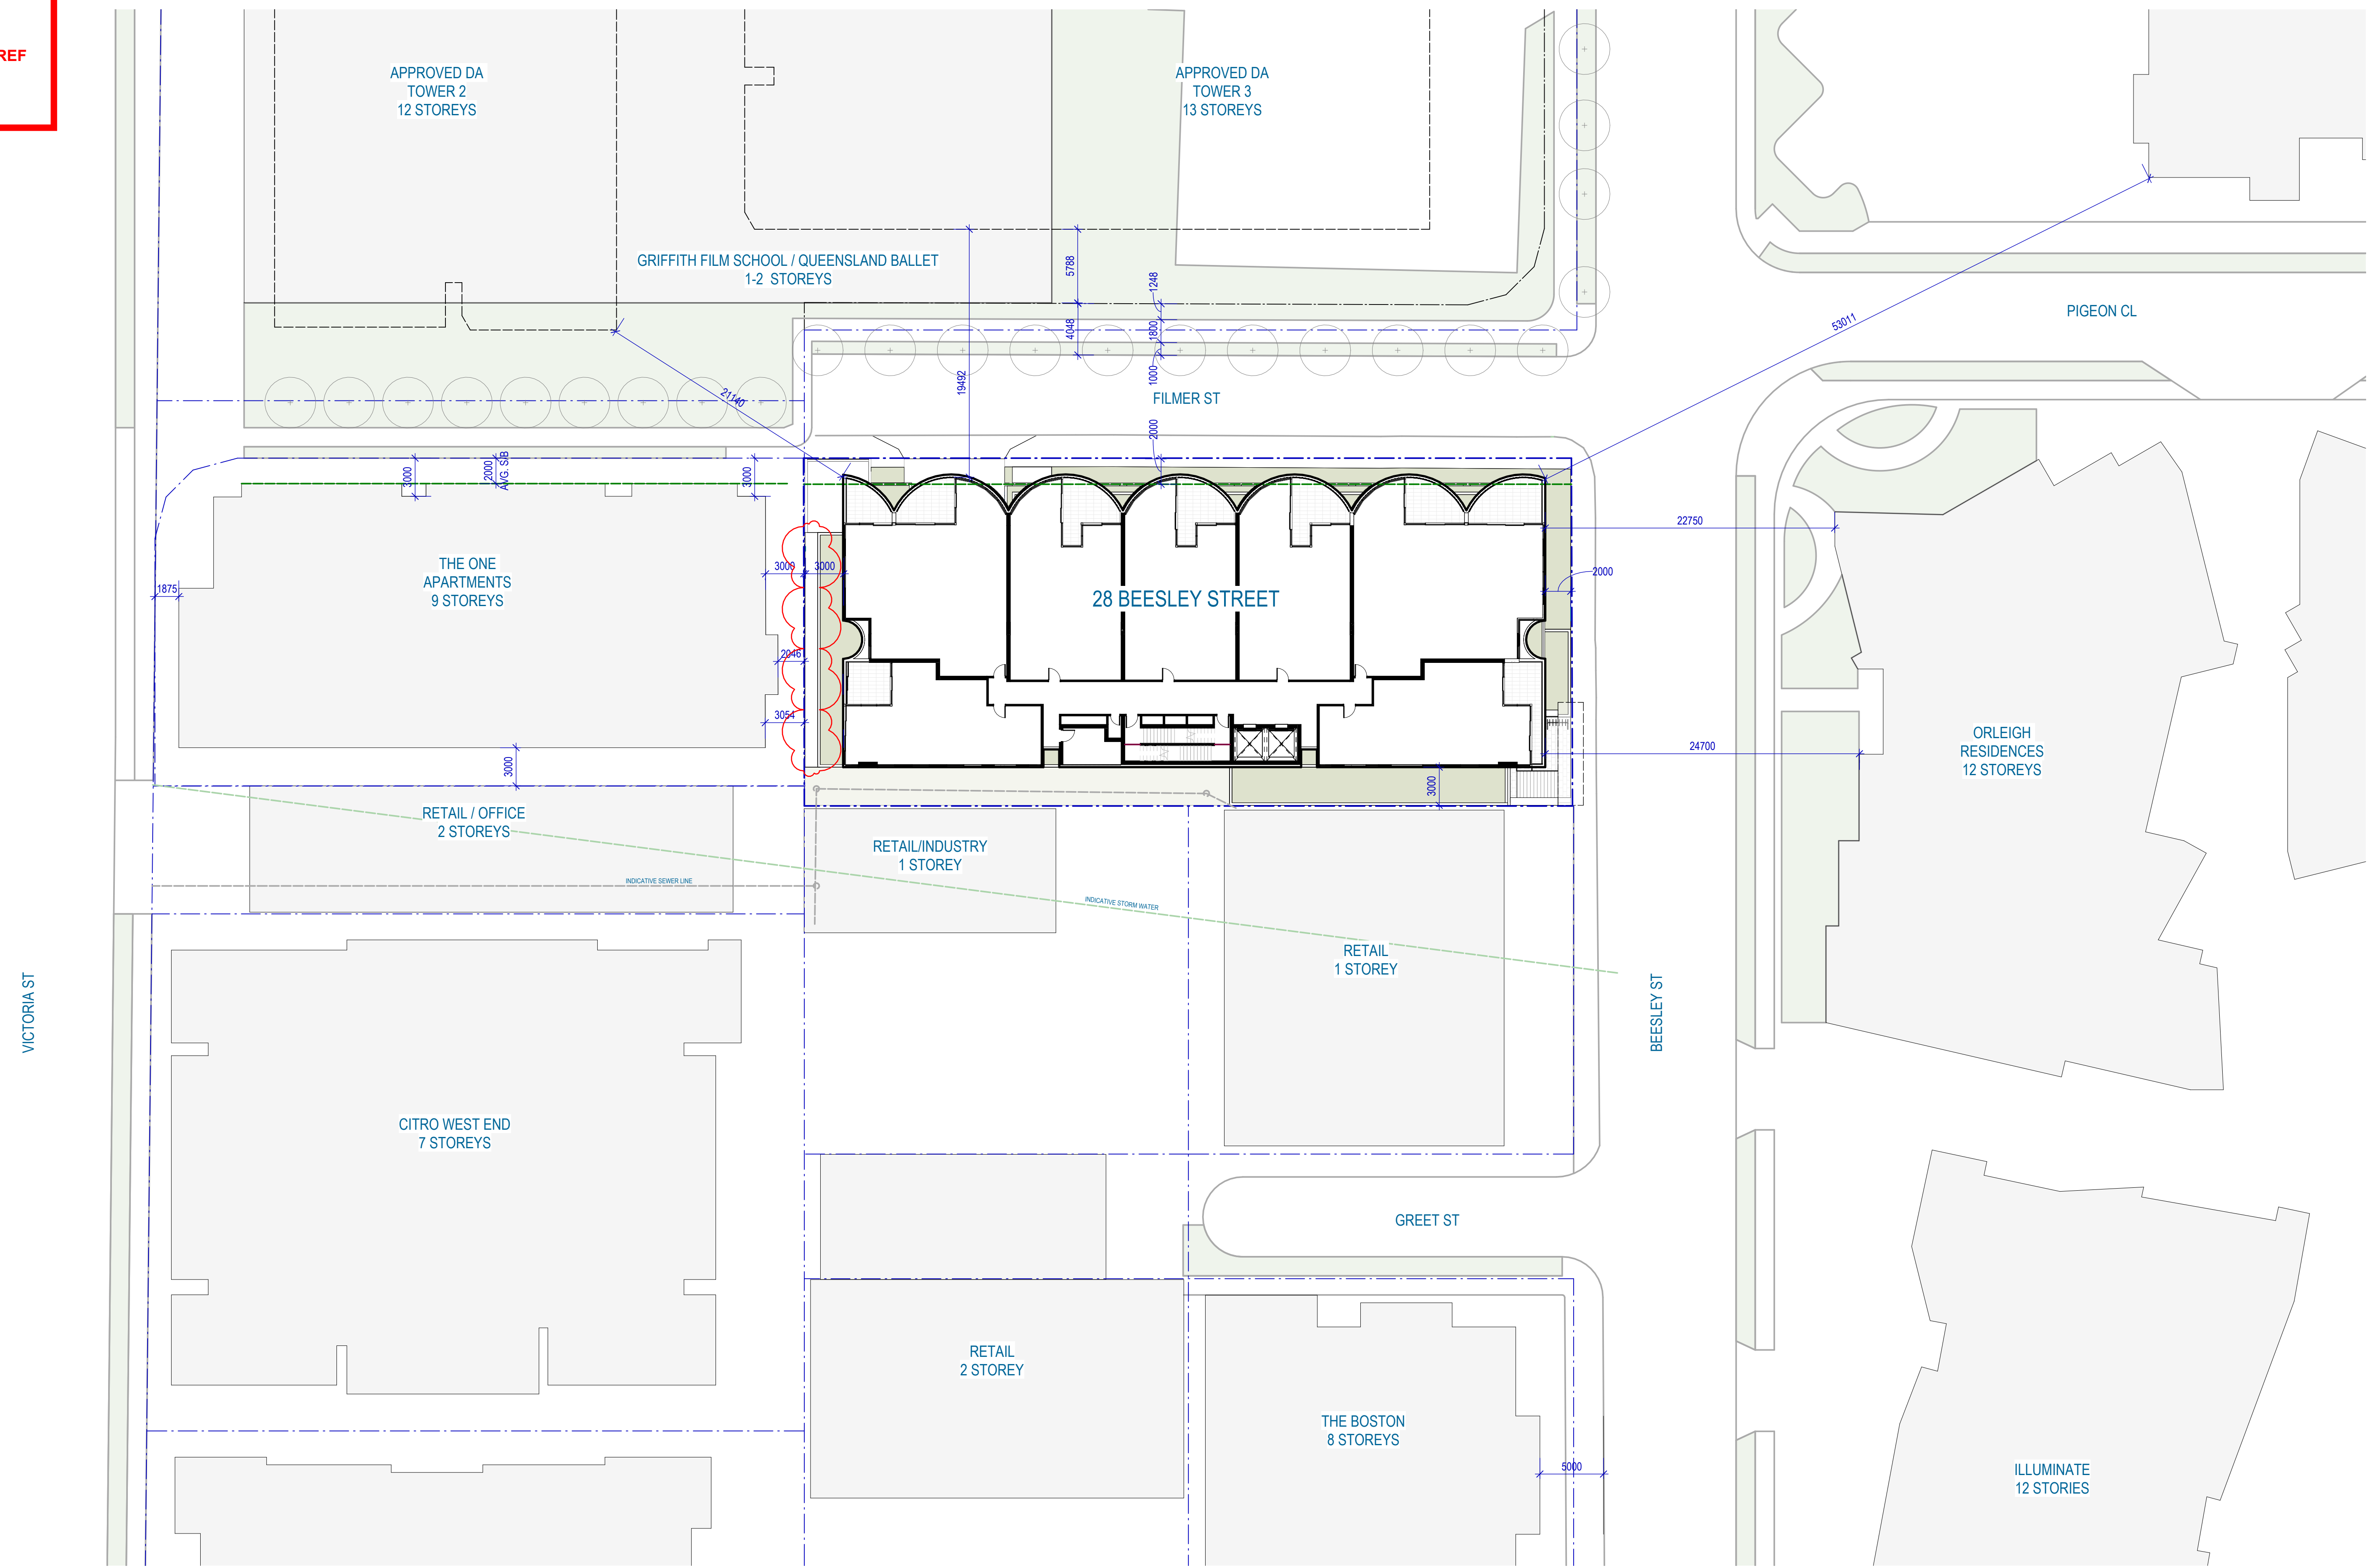 REF
APPROVED DA
TOWER 2
12 STOREYS
APPROVED DA
TOWER 3
13 STOREYS
GRIFFITH FILM SCHOOL / QUEENSLAND BALLET
1-2 STOREYS
5788
1248
4048
1800
1000
19492
21140
53011
PIGEON CL
FILMER ST
2000
3000
2000
AVG. S/B
3000
THE ONE
APARTMENTS
9 STOREYS
1875
3000
3000
2046
3054
3000
28 BEESLEY STREET
22750
2000
24700
3000
ORLEIGH
RESIDENCES
12 STOREYS
RETAIL / OFFICE
2 STOREYS
RETAIL/INDUSTRY
1 STOREY
INDICATIVE SEWER LINE
INDICATIVE STORM WATER
RETAIL
1 STOREY
VICTORIA ST
BEESLEY ST
CITRO WEST END
7 STOREYS
GREET ST
RETAIL
2 STOREY
THE BOSTON
8 STOREYS
5000
ILLUMINATE
12 STORIES